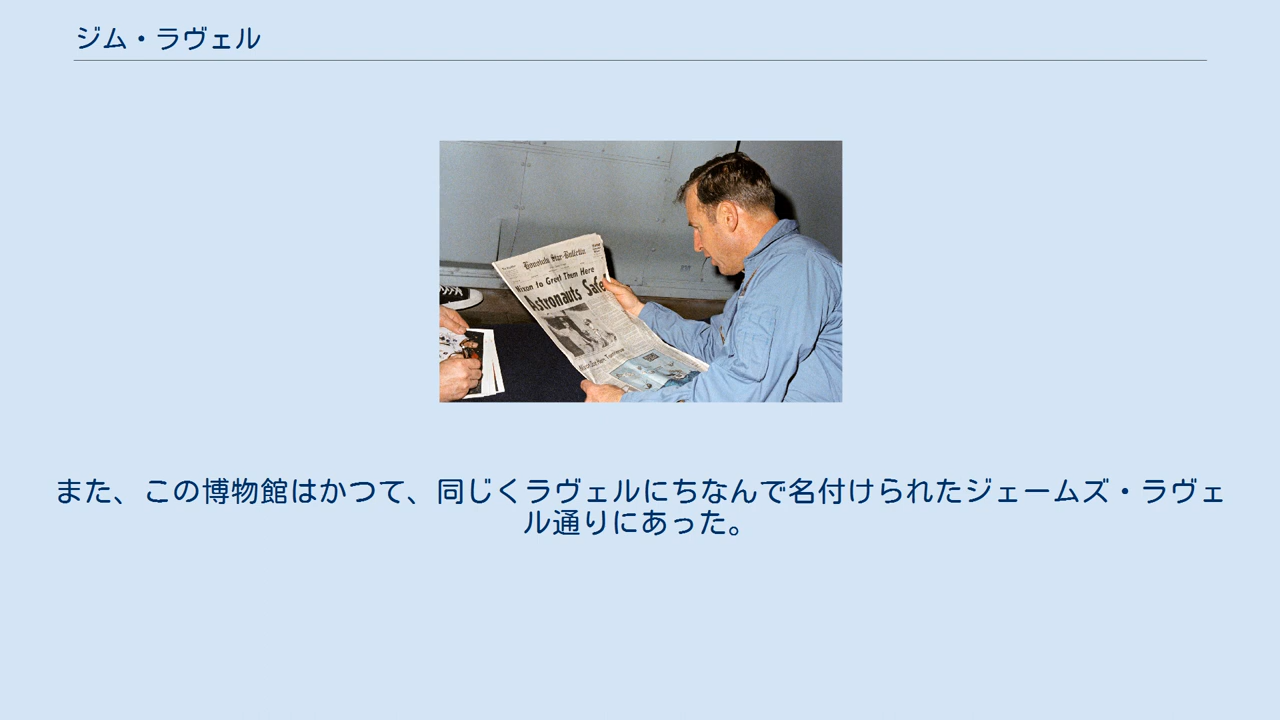 ジム・ラヴェル
Honolulu Star-Bulletin
Nixon to Greet Them Here
Astronauts Safe
また、この博物館はかつて、同じくラヴェルにちなんで名付けられたジェームズ・ラヴェ
ル通りにあった。